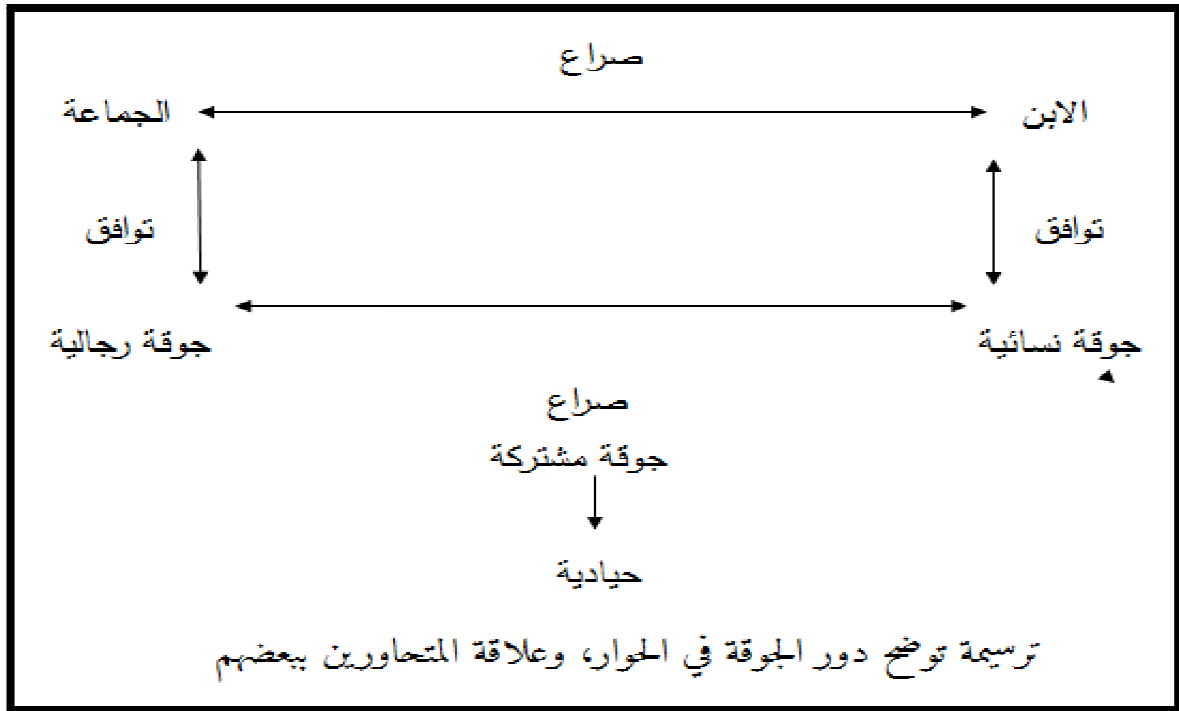 صراع
الابن
الجماعة
توافق
توافق
جوقة نسائية
جوقة رجالية
صراع
جوقة مشتركة
حيادية
ترسيمة توضح دور الجوقة في الحوار، وعلاقة المتحاورين ببعضهم